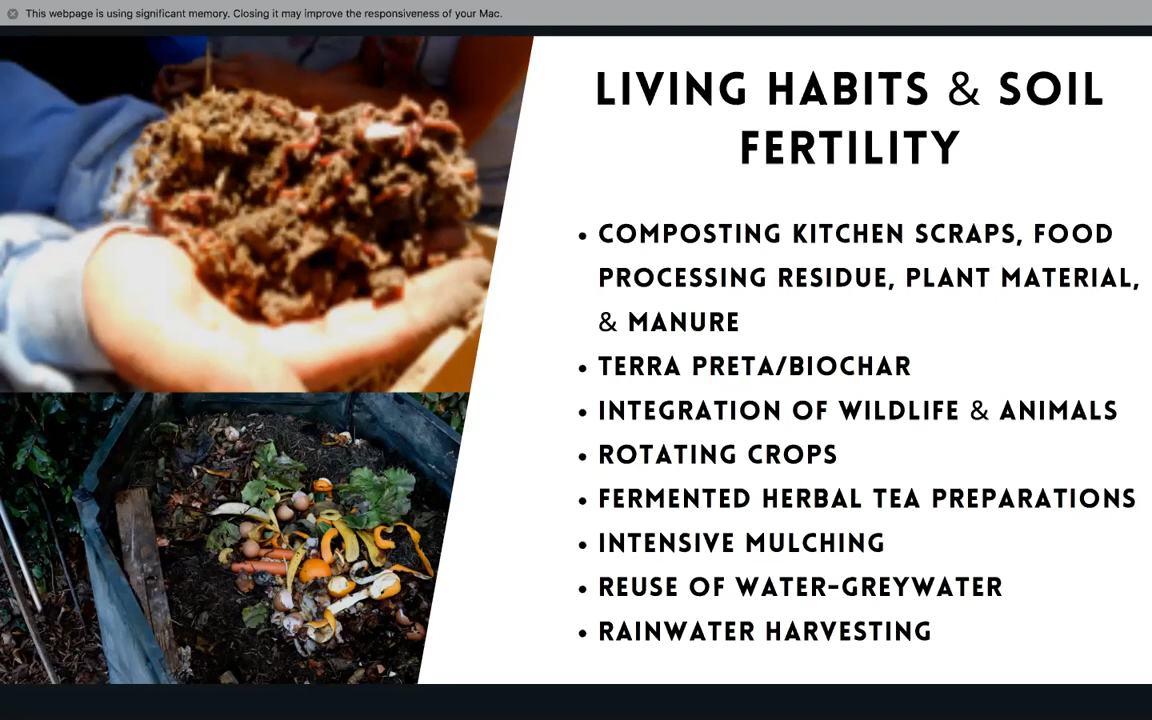 This webpage is using significant memory. Closing it may improve the responsiveness of your Mac.
LIVING HABITS & SOIL
FERTILITY
• COMPOSTING KITCHEN SCRAPS, FOOD
PROCESSING RESIDUE, PLANT MATERIAL,
& MANURE
• TERRA PRETA/BIOCHAR
• INTEGRATION OF WILDLIFE & ANIMALS
• ROTATING CROPS
• FERMENTED HERBAL TEA PREPARATIONS
• INTENSIVE MULCHING
• REUSE OF WATER-GREYWATER
• RAINWATER HARVESTING